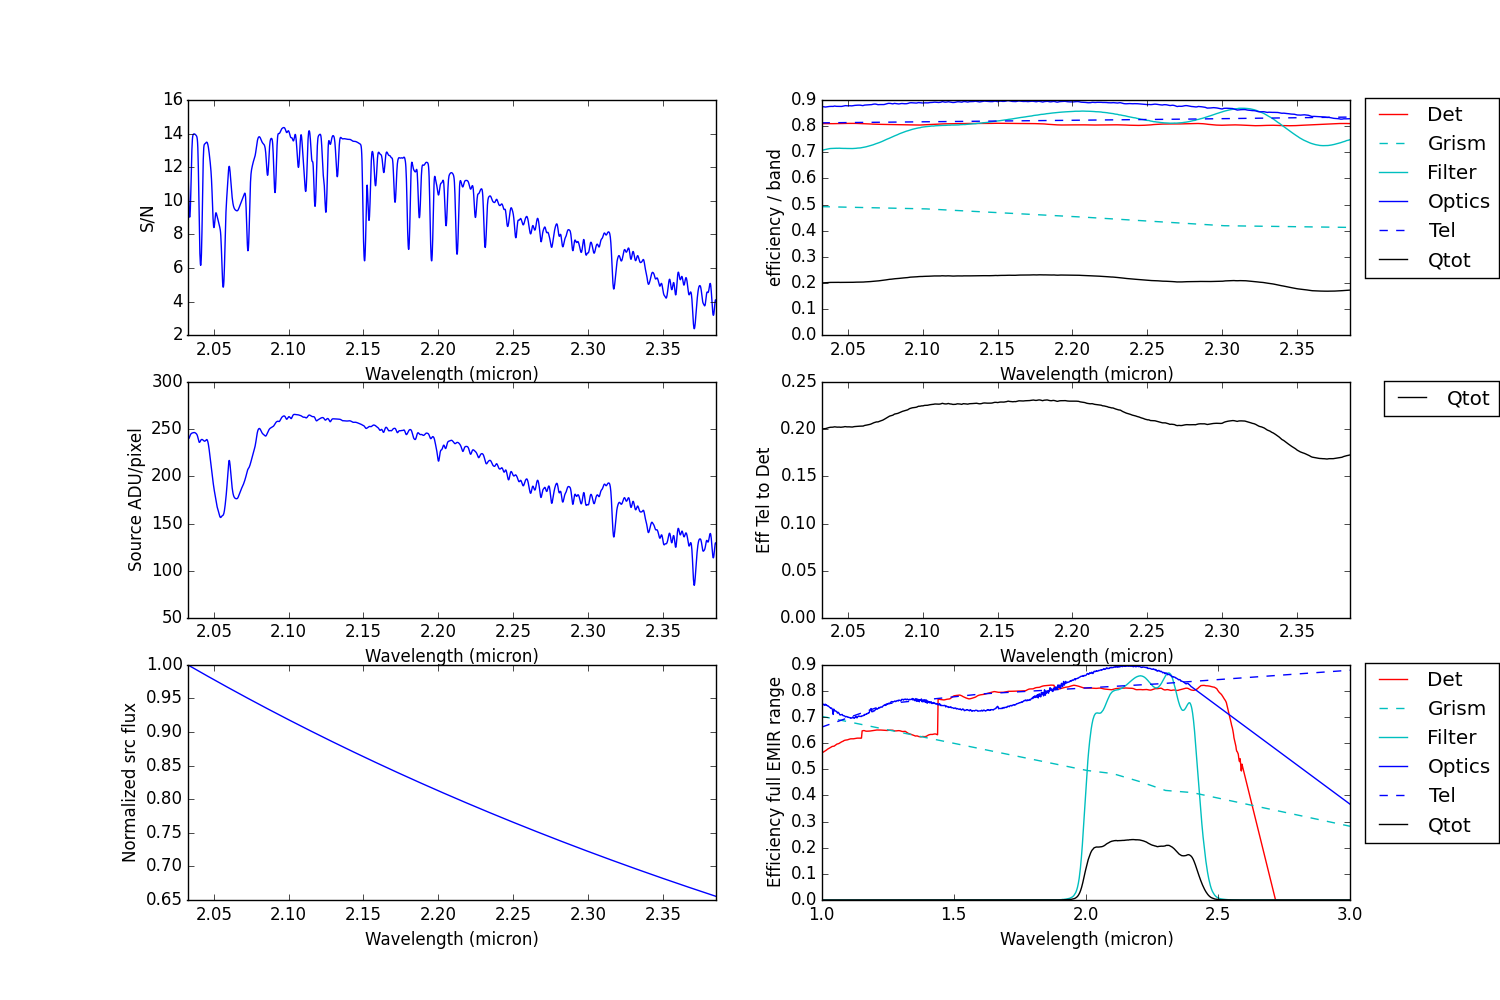 S/N
16
14
12
10
8
6
4
2
2.05 2.10 2.15 2.20 2.25 2.30 2.35
Wavelength (micron)
efficiency / band
0.9
0.8
0.7
0.6
0.5
0.4
0.3
0.2
0.1
0.0
2.05 2.10 2.15 2.20 2.25 2.30 2.35
Wavelength (micron)
Det
Grism
Filter
Optics
Tel
Qtot
Source ADU/pixel
300
250
200
150
100
50
2.05 2.10 2.15 2.20 2.25 2.30 2.35
Wavelength (micron)
Eff Tel to Det
0.25
0.20
0.15
0.10
0.05
0.00
2.05 2.10 2.15 2.20 2.25 2.30 2.35
Wavelength (micron)
Qtot
Normalized src flux
1.00
0.95
0.90
0.85
0.80
0.75
0.70
0.65
2.05 2.10 2.15 2.20 2.25 2.30 2.35
Wavelength (micron)
Efficiency full EMIR range
0.9
0.8
0.7
0.6
0.5
0.4
0.3
0.2
0.1
0.0
1.0 1.5 2.0 2.5 3.0
Wavelength (micron)
Det
Grism
Filter
Optics
Tel
Qtot